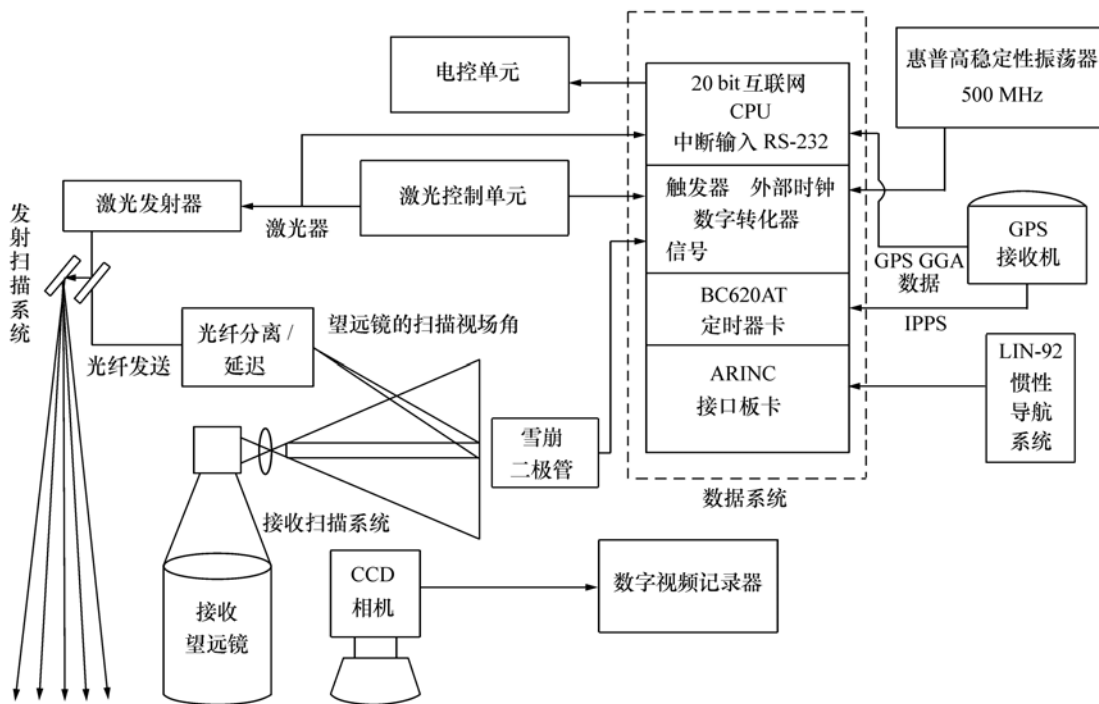 电控单元
20 bit 互联网
CPU
中断输入 RS-232
惠普高稳定性振荡器
500 MHz
激光发射器
激光器
激光控制单元
触发器 外部时钟
数字转化器
信号
GPS
接收机
GPS GGA
数据
发射扫描系统
光纤发送
光纤分离 /
延迟
望远镜的扫描视场角
BC620AT
定时器卡
IPPS
ARINC
接口板卡
LIN-92
惯性
导航
系统
雪崩
二极管
数据系统
接收扫描系统
接收
望远镜
CCD
相机
数字视频记录器